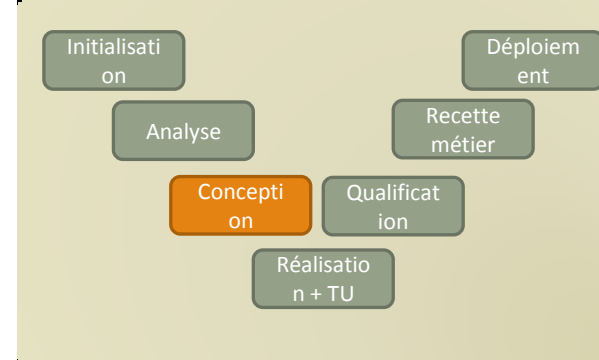 Initialisati
on
Déploiem
ent
Analyse
Recette
métier
Concepti
on
Qualificat
ion
Réalisatio
n + TU